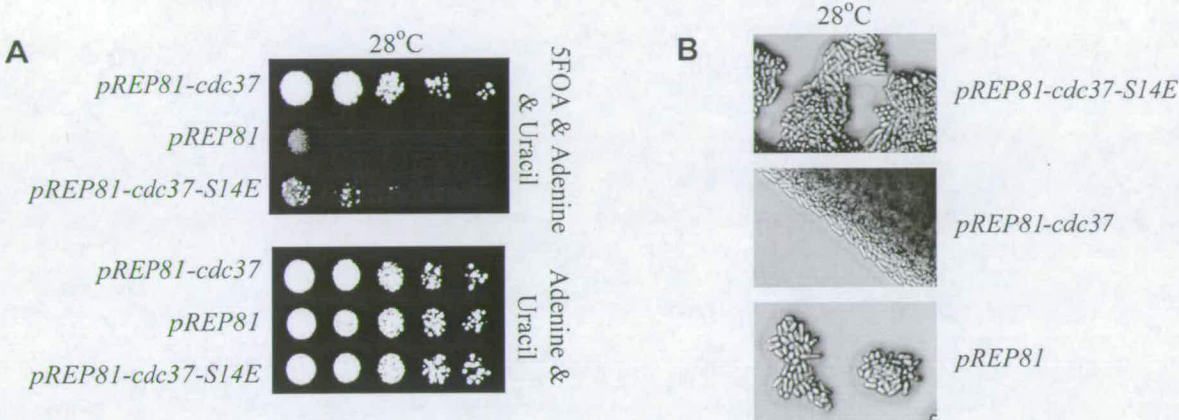 A
28°C
pREP81-cdc37
pREP81
pREP81-cdc37-S14E
5FOA & Adenine
& Uracil
pREP81-cdc37
pREP81
pREP81-cdc37-S14E
Adenine &
Uracil
B
28°C
pREP81-cdc37-S14E
pREP81-cdc37
pREP81